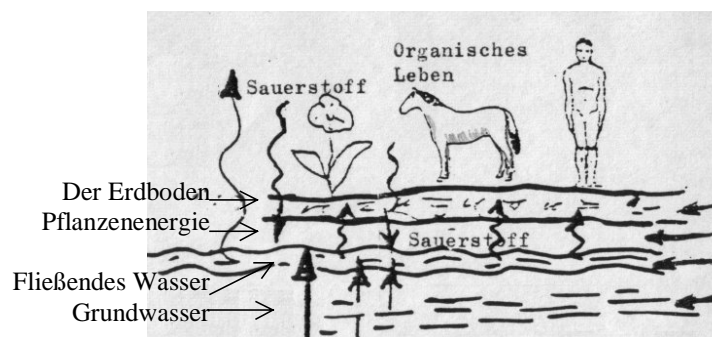 Organisches
Leben
Sauerstoff
Der Erdboden
Pflanzenenergie
Sauerstoff
Fließendes Wasser
Grundwasser